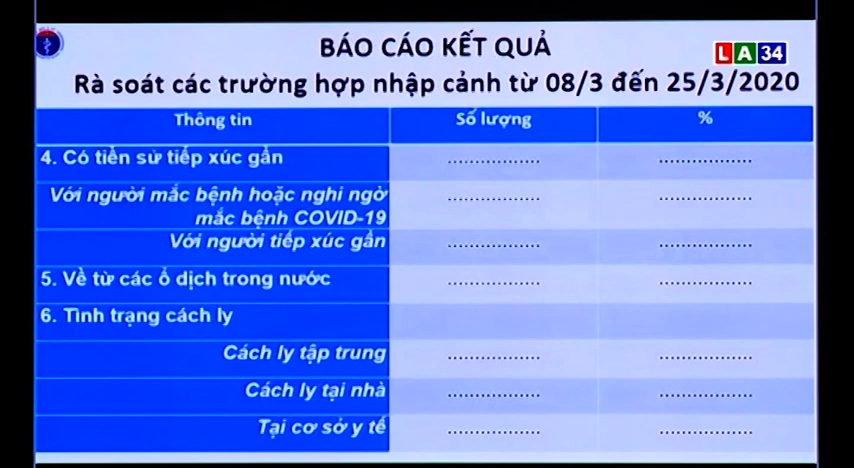 BÁO CÁO KẾT QUẢ
LA34
Rà soát các trường hợp nhập cảnh từ 08/3 đến 25/3/2020
Thông tin Số lượng %
4. Có tiền sử tiếp xúc gần .................. ..................
Với người mắc bệnh hoặc nghi ngờ .................. ..................
mắc bệnh COVID-19
Với người tiếp xúc gần .................. ..................
5. Về từ các ổ dịch trong nước .................. ..................
6. Tình trạng cách ly
Cách ly tập trung .................. ..................
Cách ly tại nhà .................. ..................
Tại cơ sở y tế .................. ..................